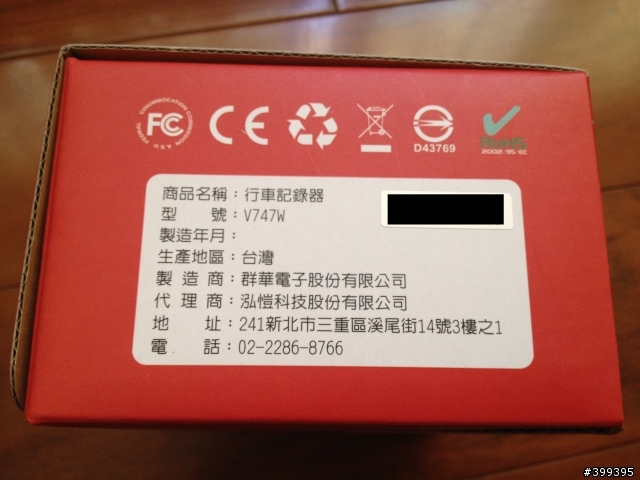 FC
CE
D43769
RoHS
2002/95/EC
商品名稱：行車記錄器
型號：V747W
製造年月：
生產地區：台灣
製造商：群華電子股份有限公司
代理商：泓愷科技股份有限公司
地址：241新北市三重區溪尾街14號3樓之1
電話：02-2286-8766
#399395